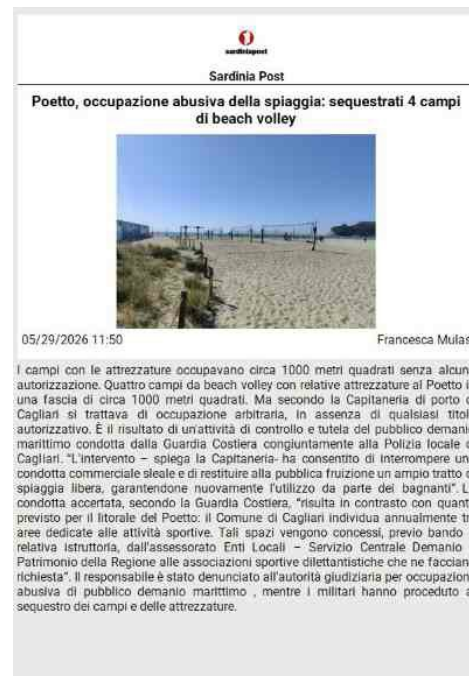 sardiniapost
Sardinia Post
Poetto, occupazione abusiva della spiaggia: sequestrati 4 campi
di beach volley
05/29/2026 11:50
Francesca Mulas
I campi con le attrezzature occupavano circa 1000 metri quadrati senza alcun
autorizzazione. Quattro campi da beach volley con relative attrezzature al Poetto i
una fascia di circa 1000 metri quadrati. Ma secondo la Capitaneria di porto d
Cagliari si trattava di occupazione arbitraria, in assenza di qualsiasi titol
autorizzativo. È il risultato di un'attività di controllo e tutela del pubblico demani
marittimo condotta dalla Guardia Costiera congiuntamente alla Polizia locale d
Cagliari. "L'intervento – spiega la Capitaneria- ha consentito di interrompere un
condotta commerciale sleale e di restituire alla pubblica fruizione un ampio tratto d
spiaggia libera, garantendone nuovamente l'utilizzo da parte dei bagnanti". L
condotta accertata, secondo la Guardia Costiera, "risulta in contrasto con quant
previsto per il litorale del Poetto: il Comune di Cagliari individua annualmente tr
aree dedicate alle attività sportive. Tali spazi vengono concessi, previo bando
relativa istruttoria, dall'assessorato Enti Locali – Servizio Centrale Demanio
Patrimonio della Regione alle associazioni sportive dilettantistiche che ne faccian
richiesta". Il responsabile è stato denunciato all'autorità giudiziaria per occupazion
abusiva di pubblico demanio marittimo , mentre i militari hanno proceduto a
sequestro dei campi e delle attrezzature.